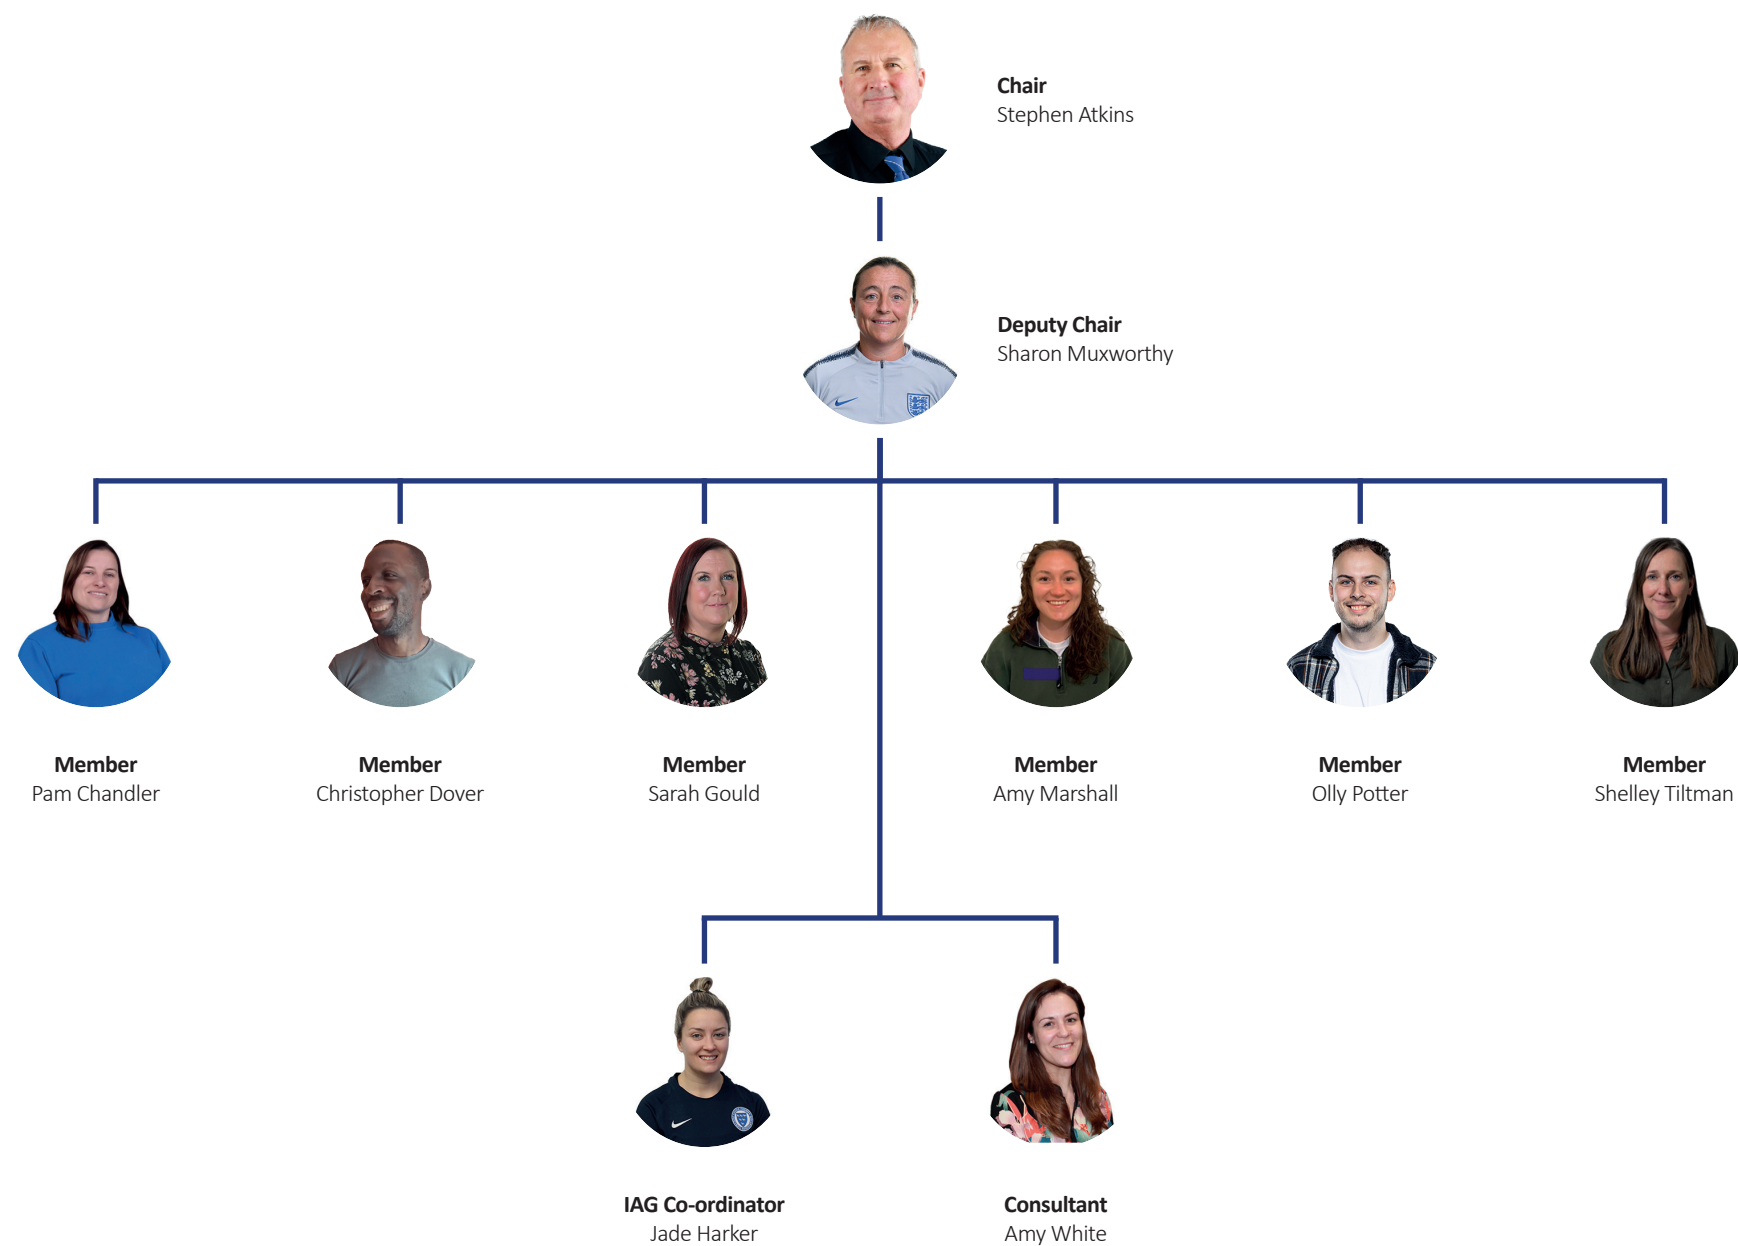 Chair
Stephen Atkins
Deputy Chair
Sharon Muxworthy
Member
Pam Chandler
Member
Christopher Dover
Member
Sarah Gould
Member
Amy Marshall
Member
Olly Potter
Member
Shelley Tiltman
IAG Co-ordinator
Jade Harker
Consultant
Amy White